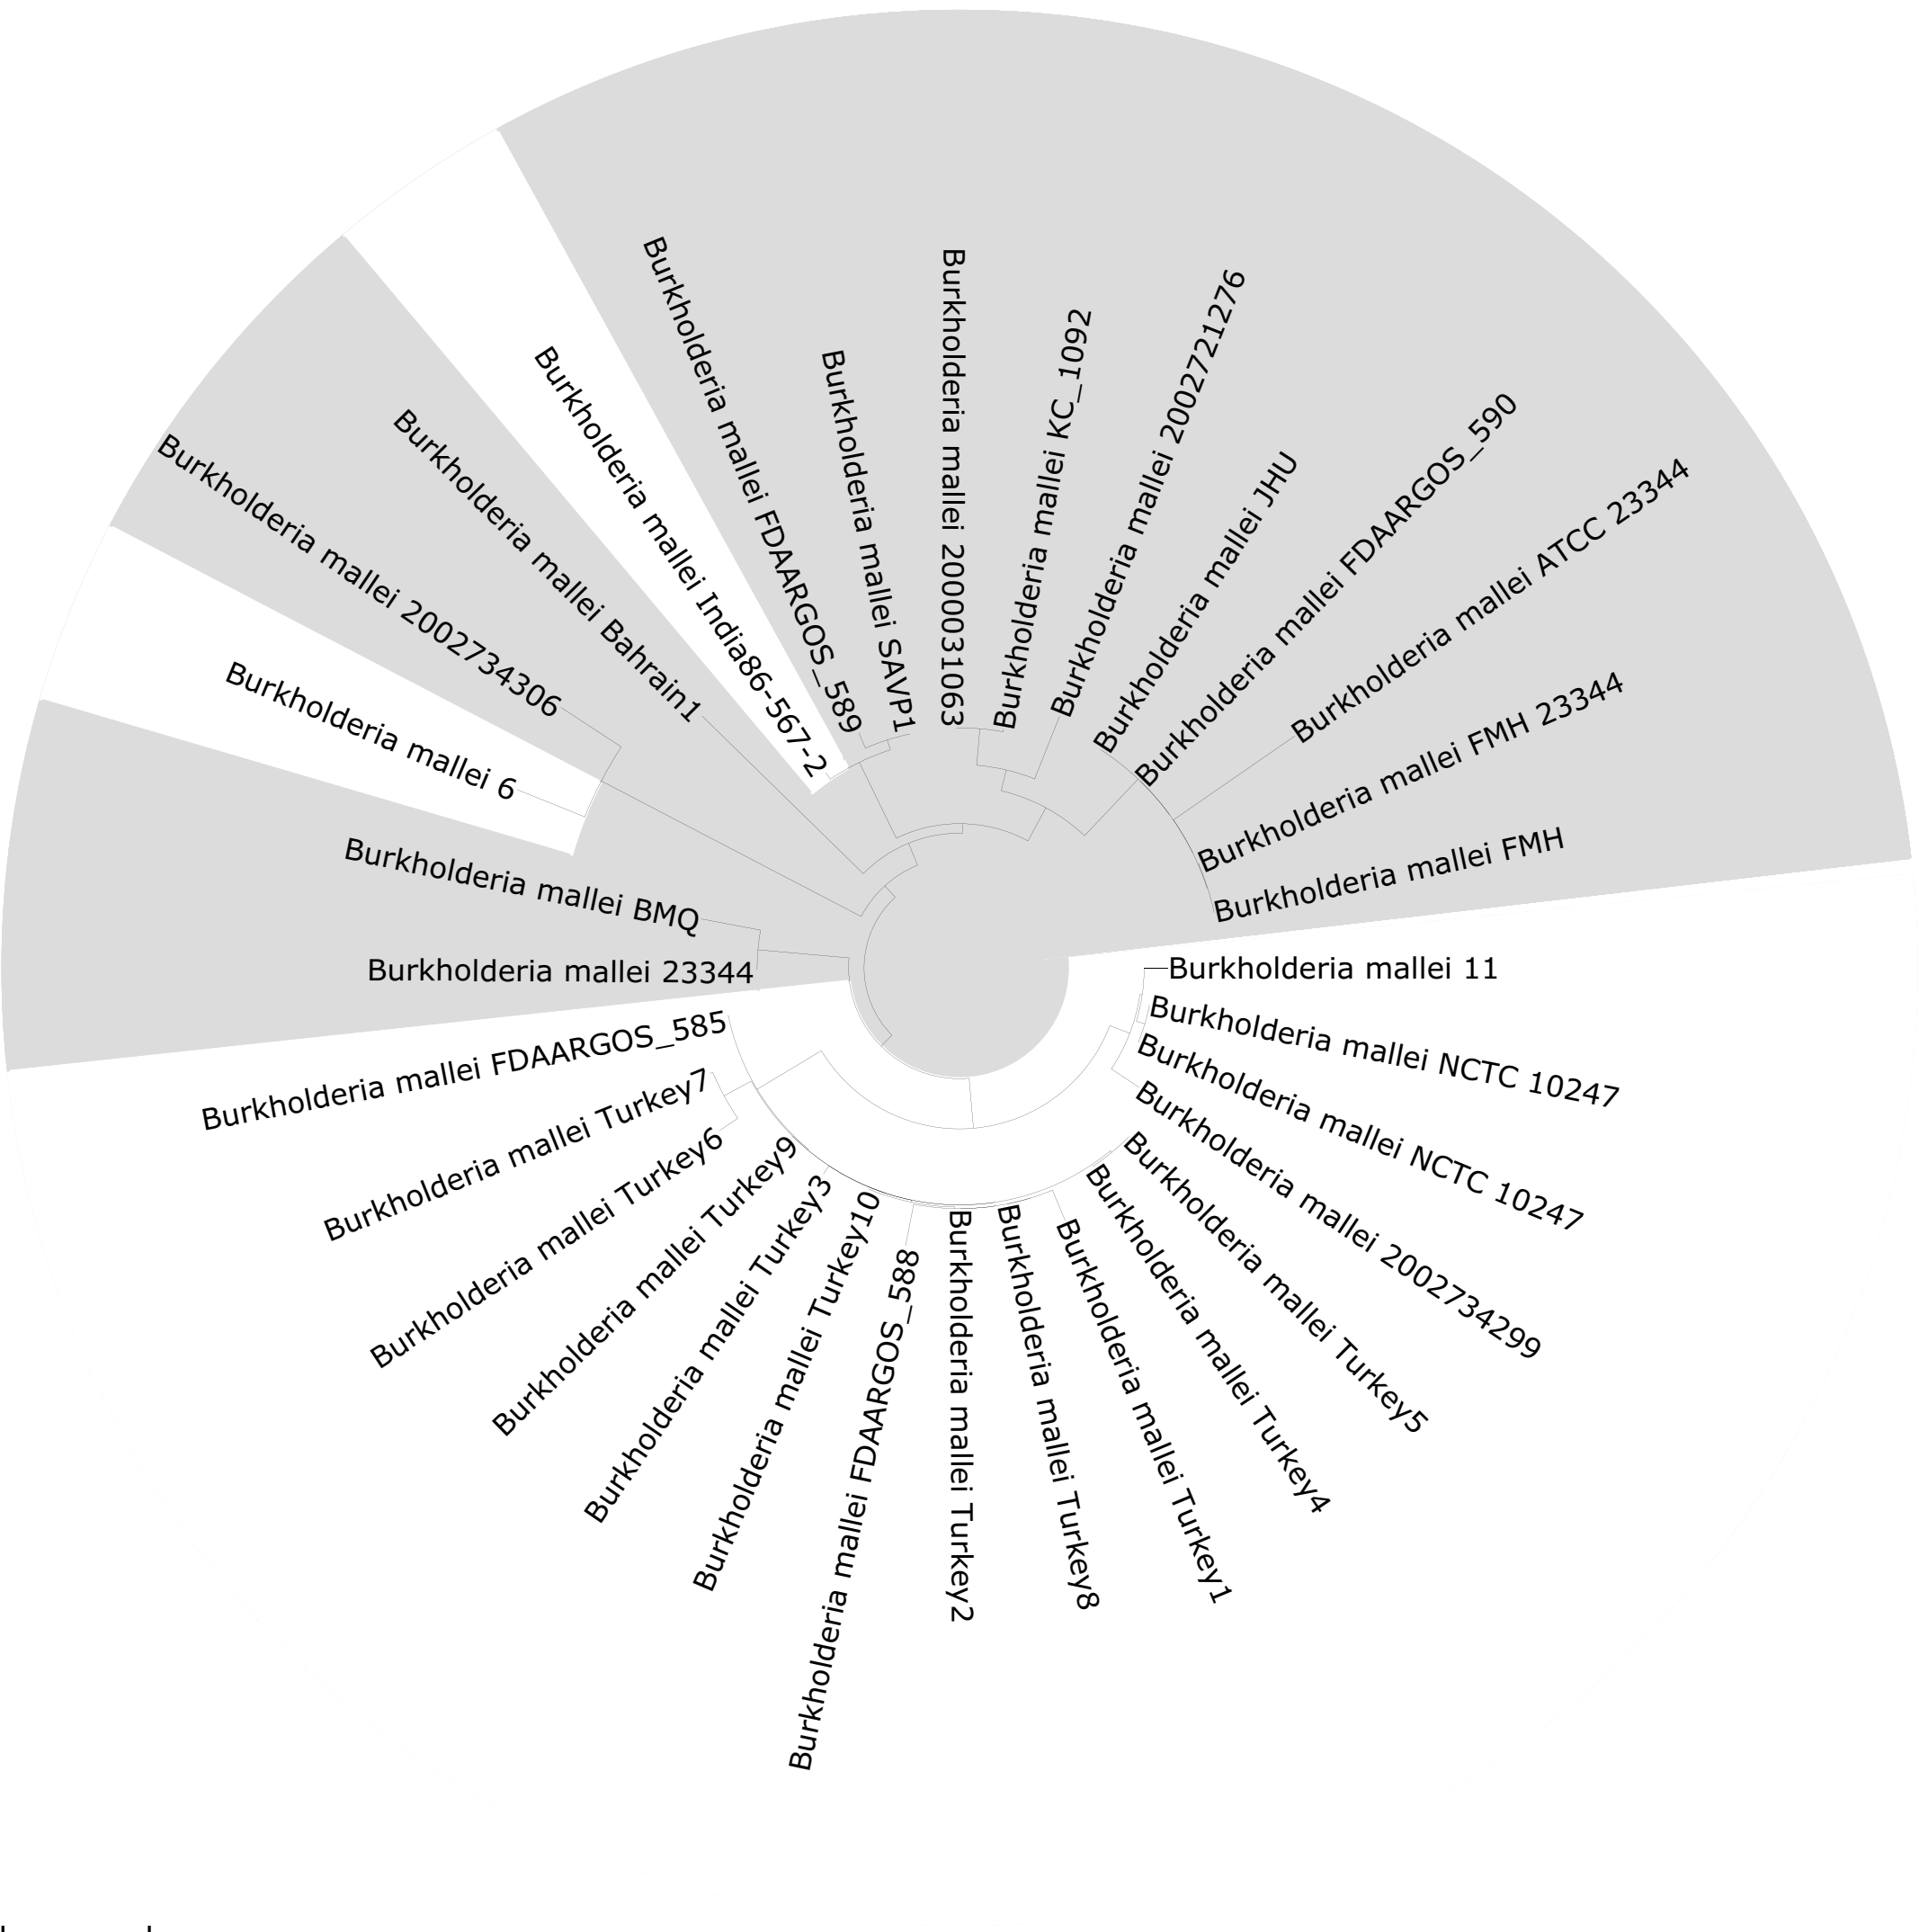 Burkholderia mallei FDAARGOS_589
Burkholderia mallei SAVP1
Burkholderia mallei 2000031063
Burkholderia mallei KC_1092
Burkholderia mallei 2002721276
Burkholderia mallei JHU
Burkholderia mallei FDAARGOS_590
Burkholderia mallei ATCC 23344
Burkholderia mallei FMH 23344
Burkholderia mallei FMH
Burkholderia mallei 11
Burkholderia mallei NCTC 10247
Burkholderia mallei NCTC 10247
Burkholderia mallei 2002734299
Burkholderia mallei Turkey5
Burkholderia mallei Turkey4
Burkholderia mallei Turkey1
Burkholderia mallei Turkey8
Burkholderia mallei Turkey2
Burkholderia mallei FDAARGOS_588
Burkholderia mallei Turkey10
Burkholderia mallei Turkey3
Burkholderia mallei Turkey9
Burkholderia mallei Turkey6
Burkholderia mallei Turkey7
Burkholderia mallei FDAARGOS_585
Burkholderia mallei 23344
Burkholderia mallei BMQ
Burkholderia mallei 6
Burkholderia mallei 2002734306
Burkholderia mallei Bahrain1
Burkholderia mallei India86-567-2